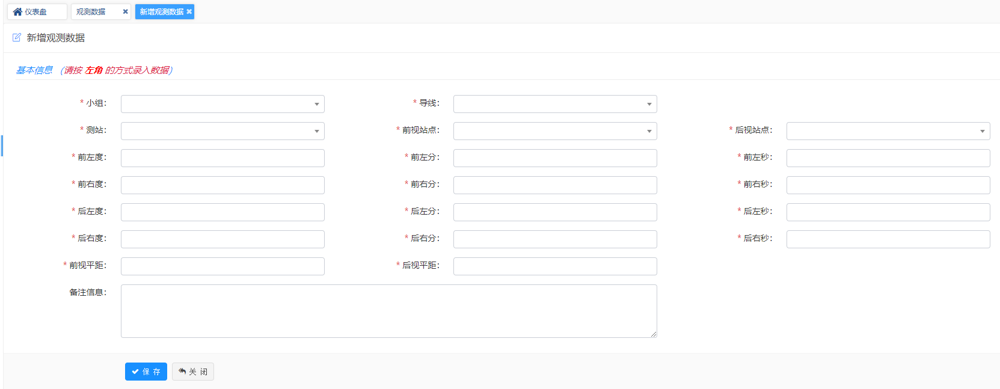 仪表盘 观测数据 新增观测数据
新增观测数据
基本信息 (请按 左角 的方式录入数据)
* 小组: * 导线:
* 测站: * 前视站点: * 后视站点:
* 前左度: * 前左分: * 前左秒:
* 前右度: * 前右分: * 前右秒:
* 后左度: * 后左分: * 后左秒:
* 后右度: * 后右分: * 后右秒:
* 前视平距: * 后视平距:
备注信息:
保 存 关 闭